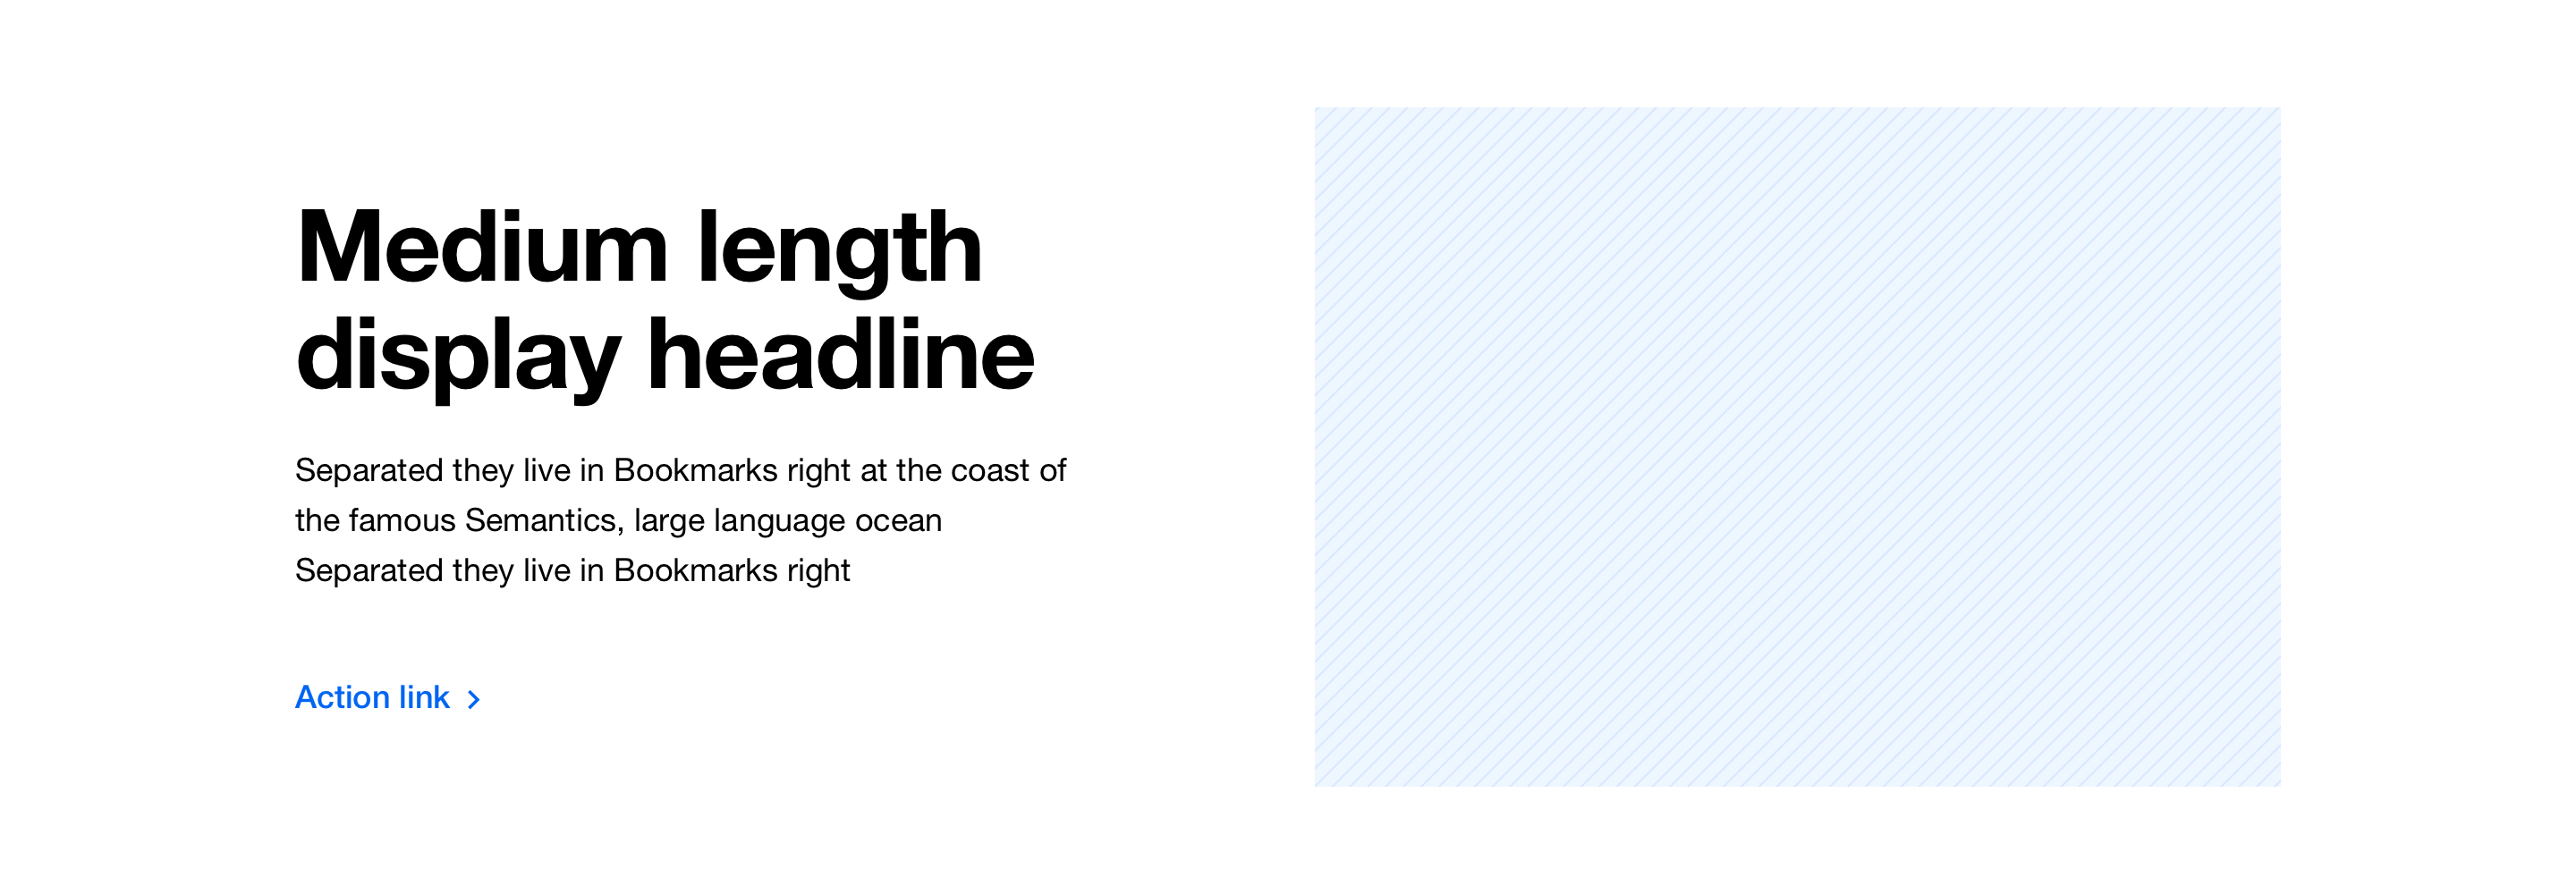 Medium length
display headline
Separated they live in Bookmarks right at the coast of
the famous Semantics, large language ocean
Separated they live in Bookmarks right
Action link